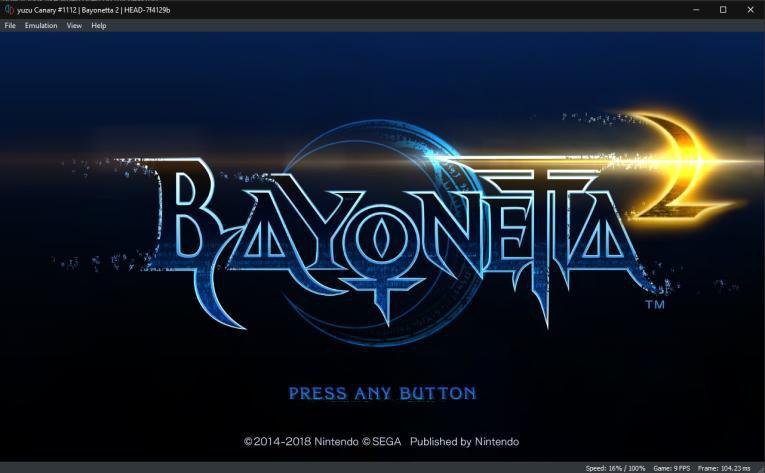 yuzu Canary #1112 | Bayonetta 2 | HEAD-7f4129b
File Emulation View Help
BAYONETTA 2
TM
PRESS ANY BUTTON
©2014-2018 Nintendo ©SEGA Published by Nintendo
Speed: 16% / 100% Game: 9 FPS Frame: 104.23 ms